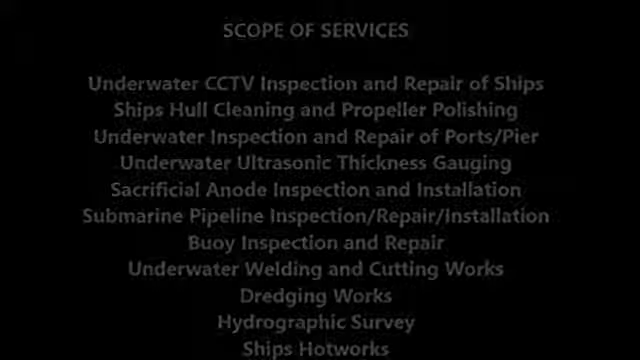 SCOPE OF SERVICES
Underwater CCTV Inspection and Repair of Ships
Ships Hull Cleaning and Propeller Polishing
Underwater Inspection and Repair of Ports/Pier
Underwater Ultrasonic Thickness Gauging
Sacrificial Anode Inspection and Installation
Submarine Pipeline Inspection/Repair/Installation
Buoy Inspection and Repair
Underwater Welding and Cutting Works
Dredging Works
Hydrographic Survey
Ships Hotworks